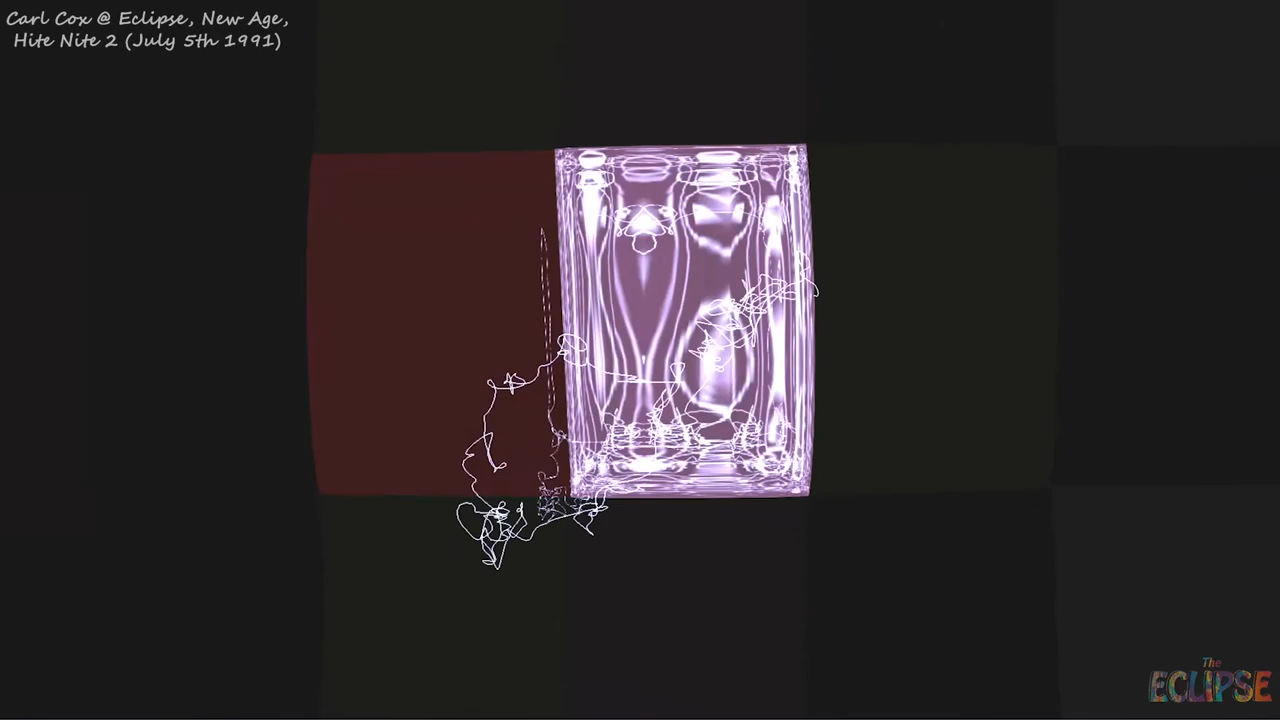 Carl Cox @ Eclipse, New Age,
Hite Nite 2 (July 5th 1991)
The
ECLIPSE